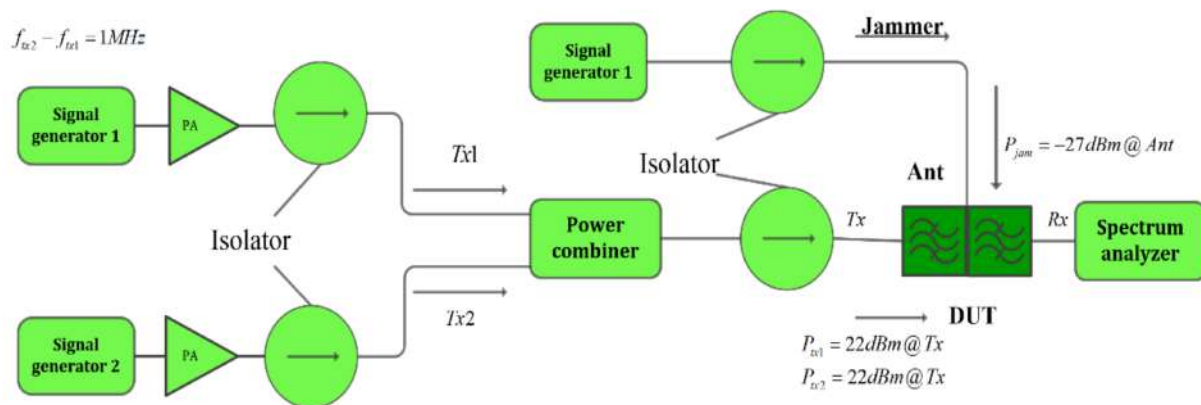 f_tx2 − f_tx1 = 1MHz
Signal
generator 1
PA
Tx1
Isolator
Signal
generator 2
PA
Tx2
Power
combiner
Signal
generator 1
Jammer
Isolator
P_jam = −27dBm@Ant
Ant
Tx
Rx
Spectrum
analyzer
DUT
P_tx1 = 22dBm@Tx
P_tx2 = 22dBm@Tx